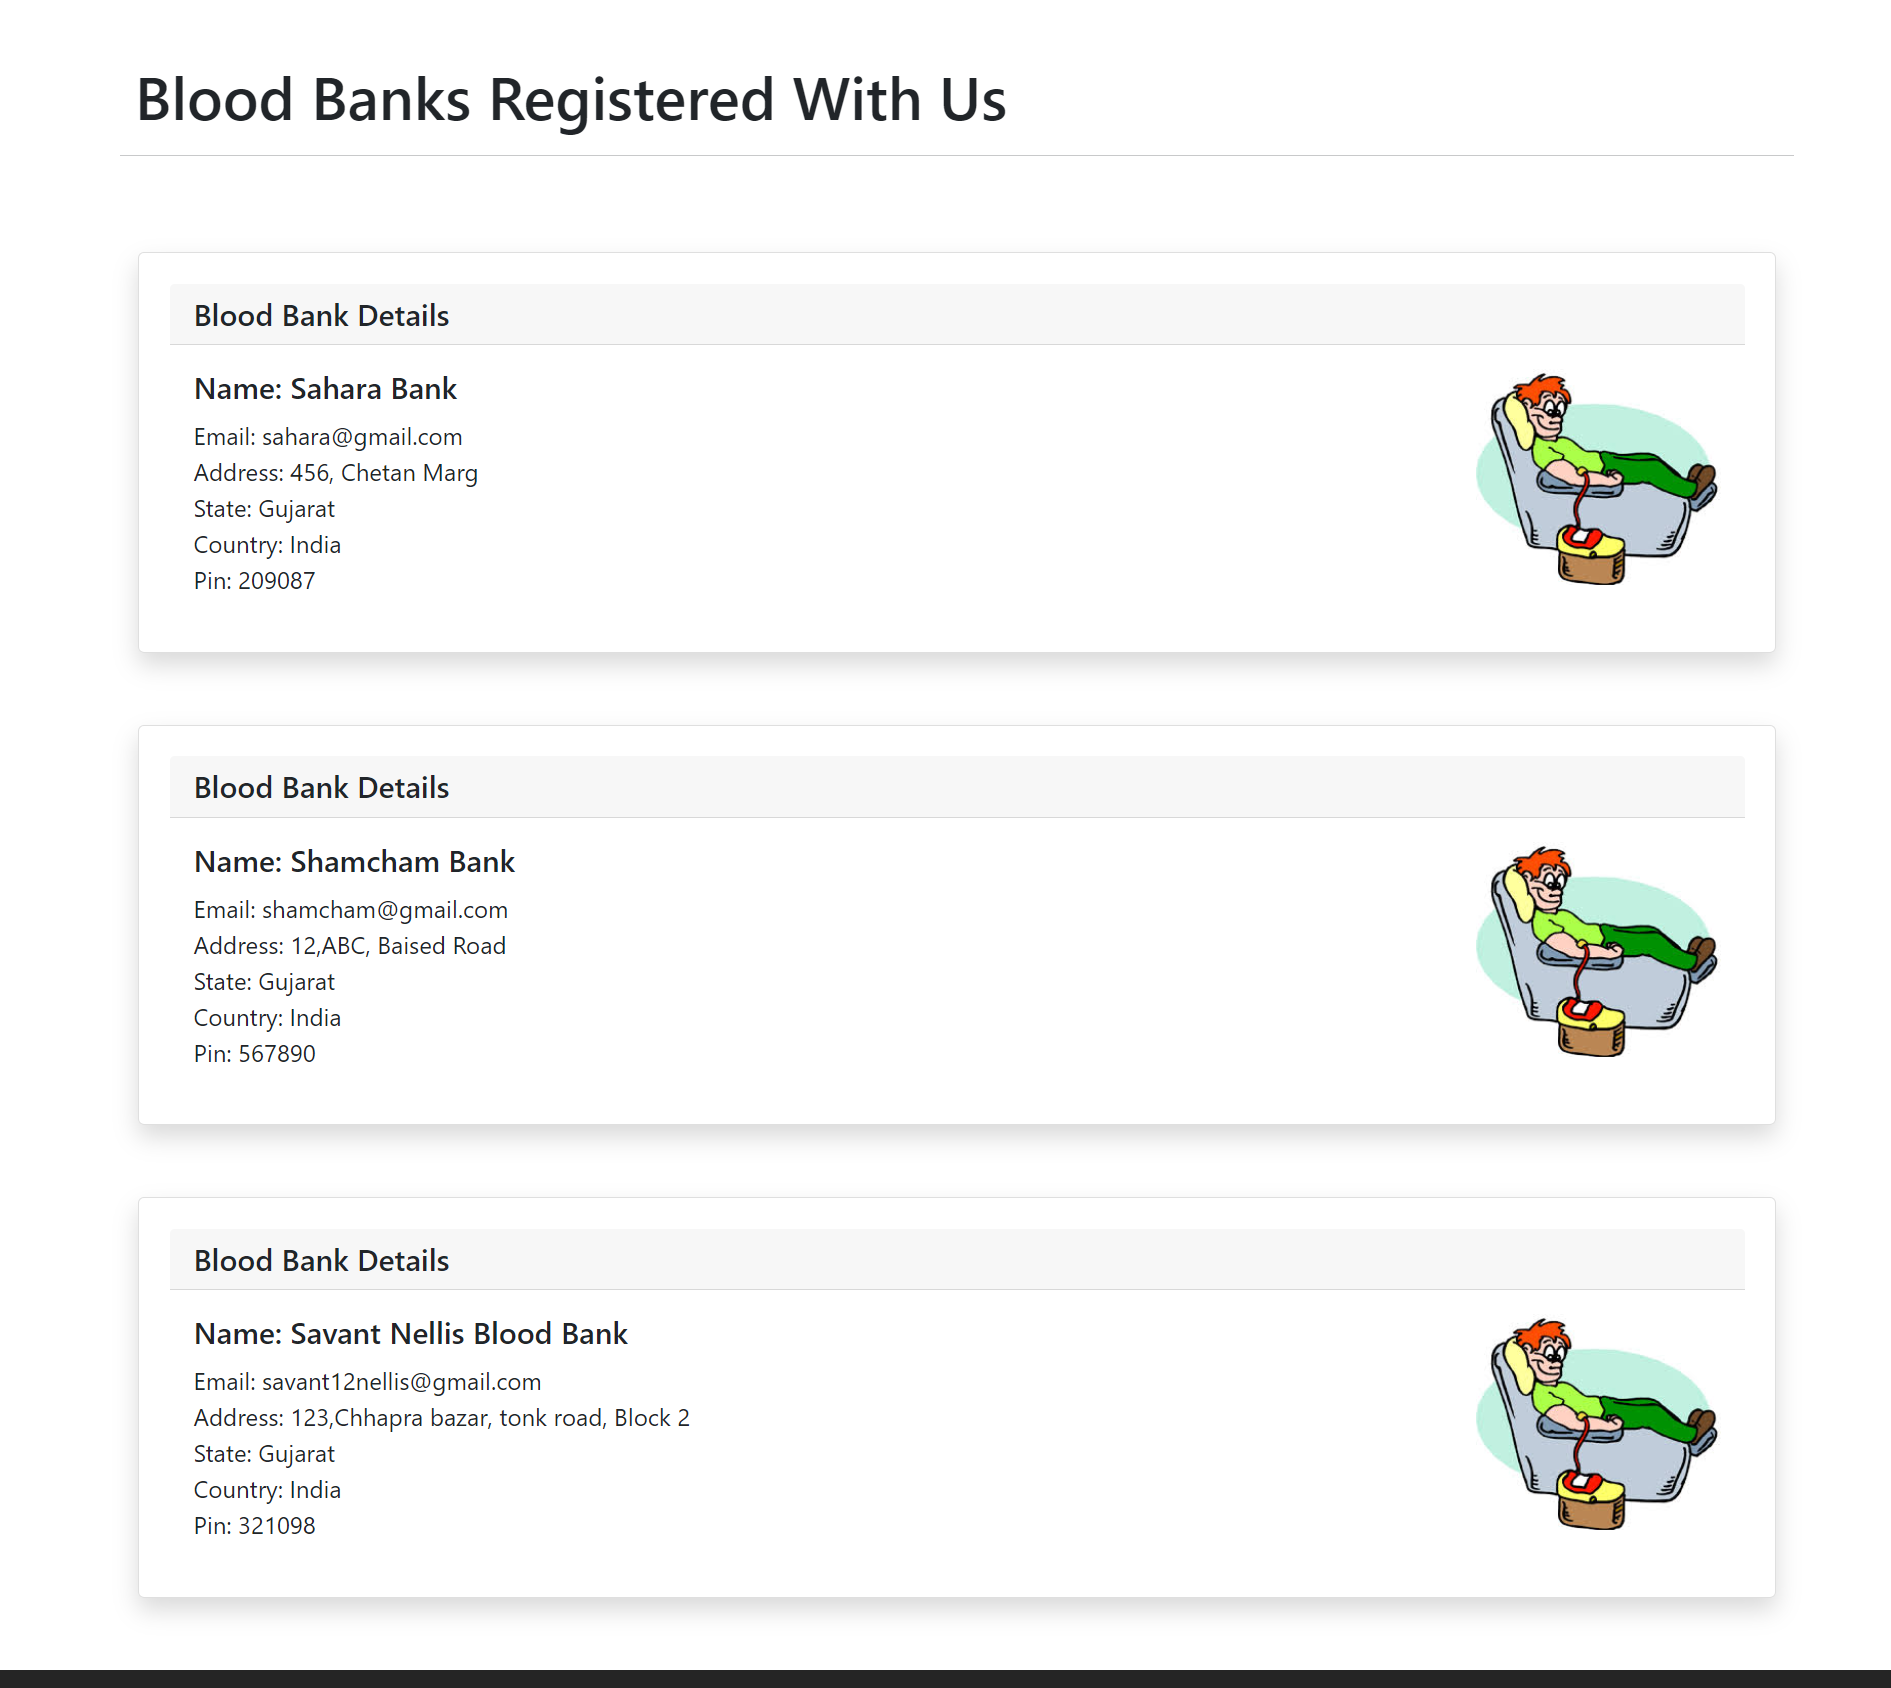 Blood Banks Registered With Us
Blood Bank Details
Name: Sahara Bank
Email: sahara@gmail.com
Address: 456, Chetan Marg
State: Gujarat
Country: India
Pin: 209087
Blood Bank Details
Name: Shamcham Bank
Email: shamcham@gmail.com
Address: 12,ABC, Baised Road
State: Gujarat
Country: India
Pin: 567890
Blood Bank Details
Name: Savant Nellis Blood Bank
Email: savant12nellis@gmail.com
Address: 123,Chhapra bazar, tonk road, Block 2
State: Gujarat
Country: India
Pin: 321098